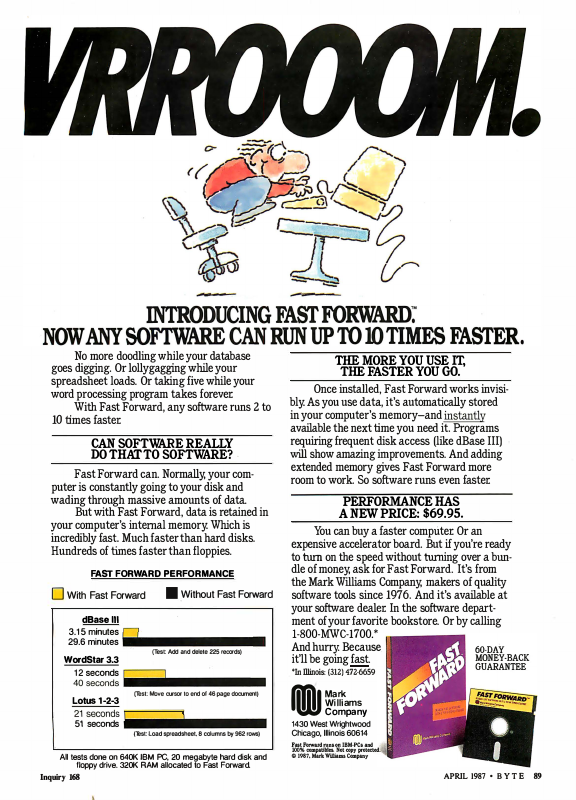 VRROOOM.
INTRODUCING FAST FORWARD.™
NOW ANY SOFTWARE CAN RUN UP TO 10 TIMES FASTER.
No more doodling while your database
goes digging. Or lollygagging while your
spreadsheet loads. Or taking five while your
word processing program takes forever.
With Fast Forward, any software runs 2 to
10 times faster.
CAN SOFTWARE REALLY
DO THAT TO SOFTWARE?
Fast Forward can. Normally, your com-
puter is constantly going to your disk and
wading through massive amounts of data.
But with Fast Forward, data is retained in
your computer's internal memory. Which is
incredibly fast. Much faster than hard disks.
Hundreds of times faster than floppies.
FAST FORWARD PERFORMANCE
With Fast Forward Without Fast Forward
dBase III
3.15 minutes
29.6 minutes
(Test: Add and delete 225 records)
WordStar 3.3
12 seconds
40 seconds
(Test: Move cursor to end of 46 page document)
Lotus 1-2-3
21 seconds
51 seconds
(Test: Load spreadsheet, 8 columns by 962 rows)
All tests done on 640K IBM PC, 20 megabyte hard disk and
floppy drive. 320K RAM allocated to Fast Forward.
THE MORE YOU USE IT,
THE FASTER YOU GO.
Once installed, Fast Forward works invisi-
bly. As you use data, it's automatically stored
in your computer's memory—and instantly
available the next time you need it. Programs
requiring frequent disk access (like dBase III)
will show amazing improvements. And adding
extended memory gives Fast Forward more
room to work. So software runs even faster.
PERFORMANCE HAS
A NEW PRICE: $69.95.
You can buy a faster computer. Or an
expensive accelerator board. But if you're ready
to turn on the speed without turning over a bun-
dle of money, ask for Fast Forward. It's from
the Mark Williams Company, makers of quality
software tools since 1976. And it's available at
your software dealer. In the software depart-
ment of your favorite bookstore. Or by calling
1-800-MWC-1700.*
And hurry. Because
it'll be going fast.
*In Illinois: (312) 472-6659
Mark
Williams
Company
1430 West Wrightwood
Chicago, Illinois 60614
Fast Forward runs on IBM-PCs and
100% compatibles. Not copy protected.
© 1987, Mark Williams Company
FAST
FORWARD
FAST FORWARD
60-DAY
MONEY-BACK
GUARANTEE
FAST FORWARD™
Inquiry 168
APRIL 1987 • BYTE 89